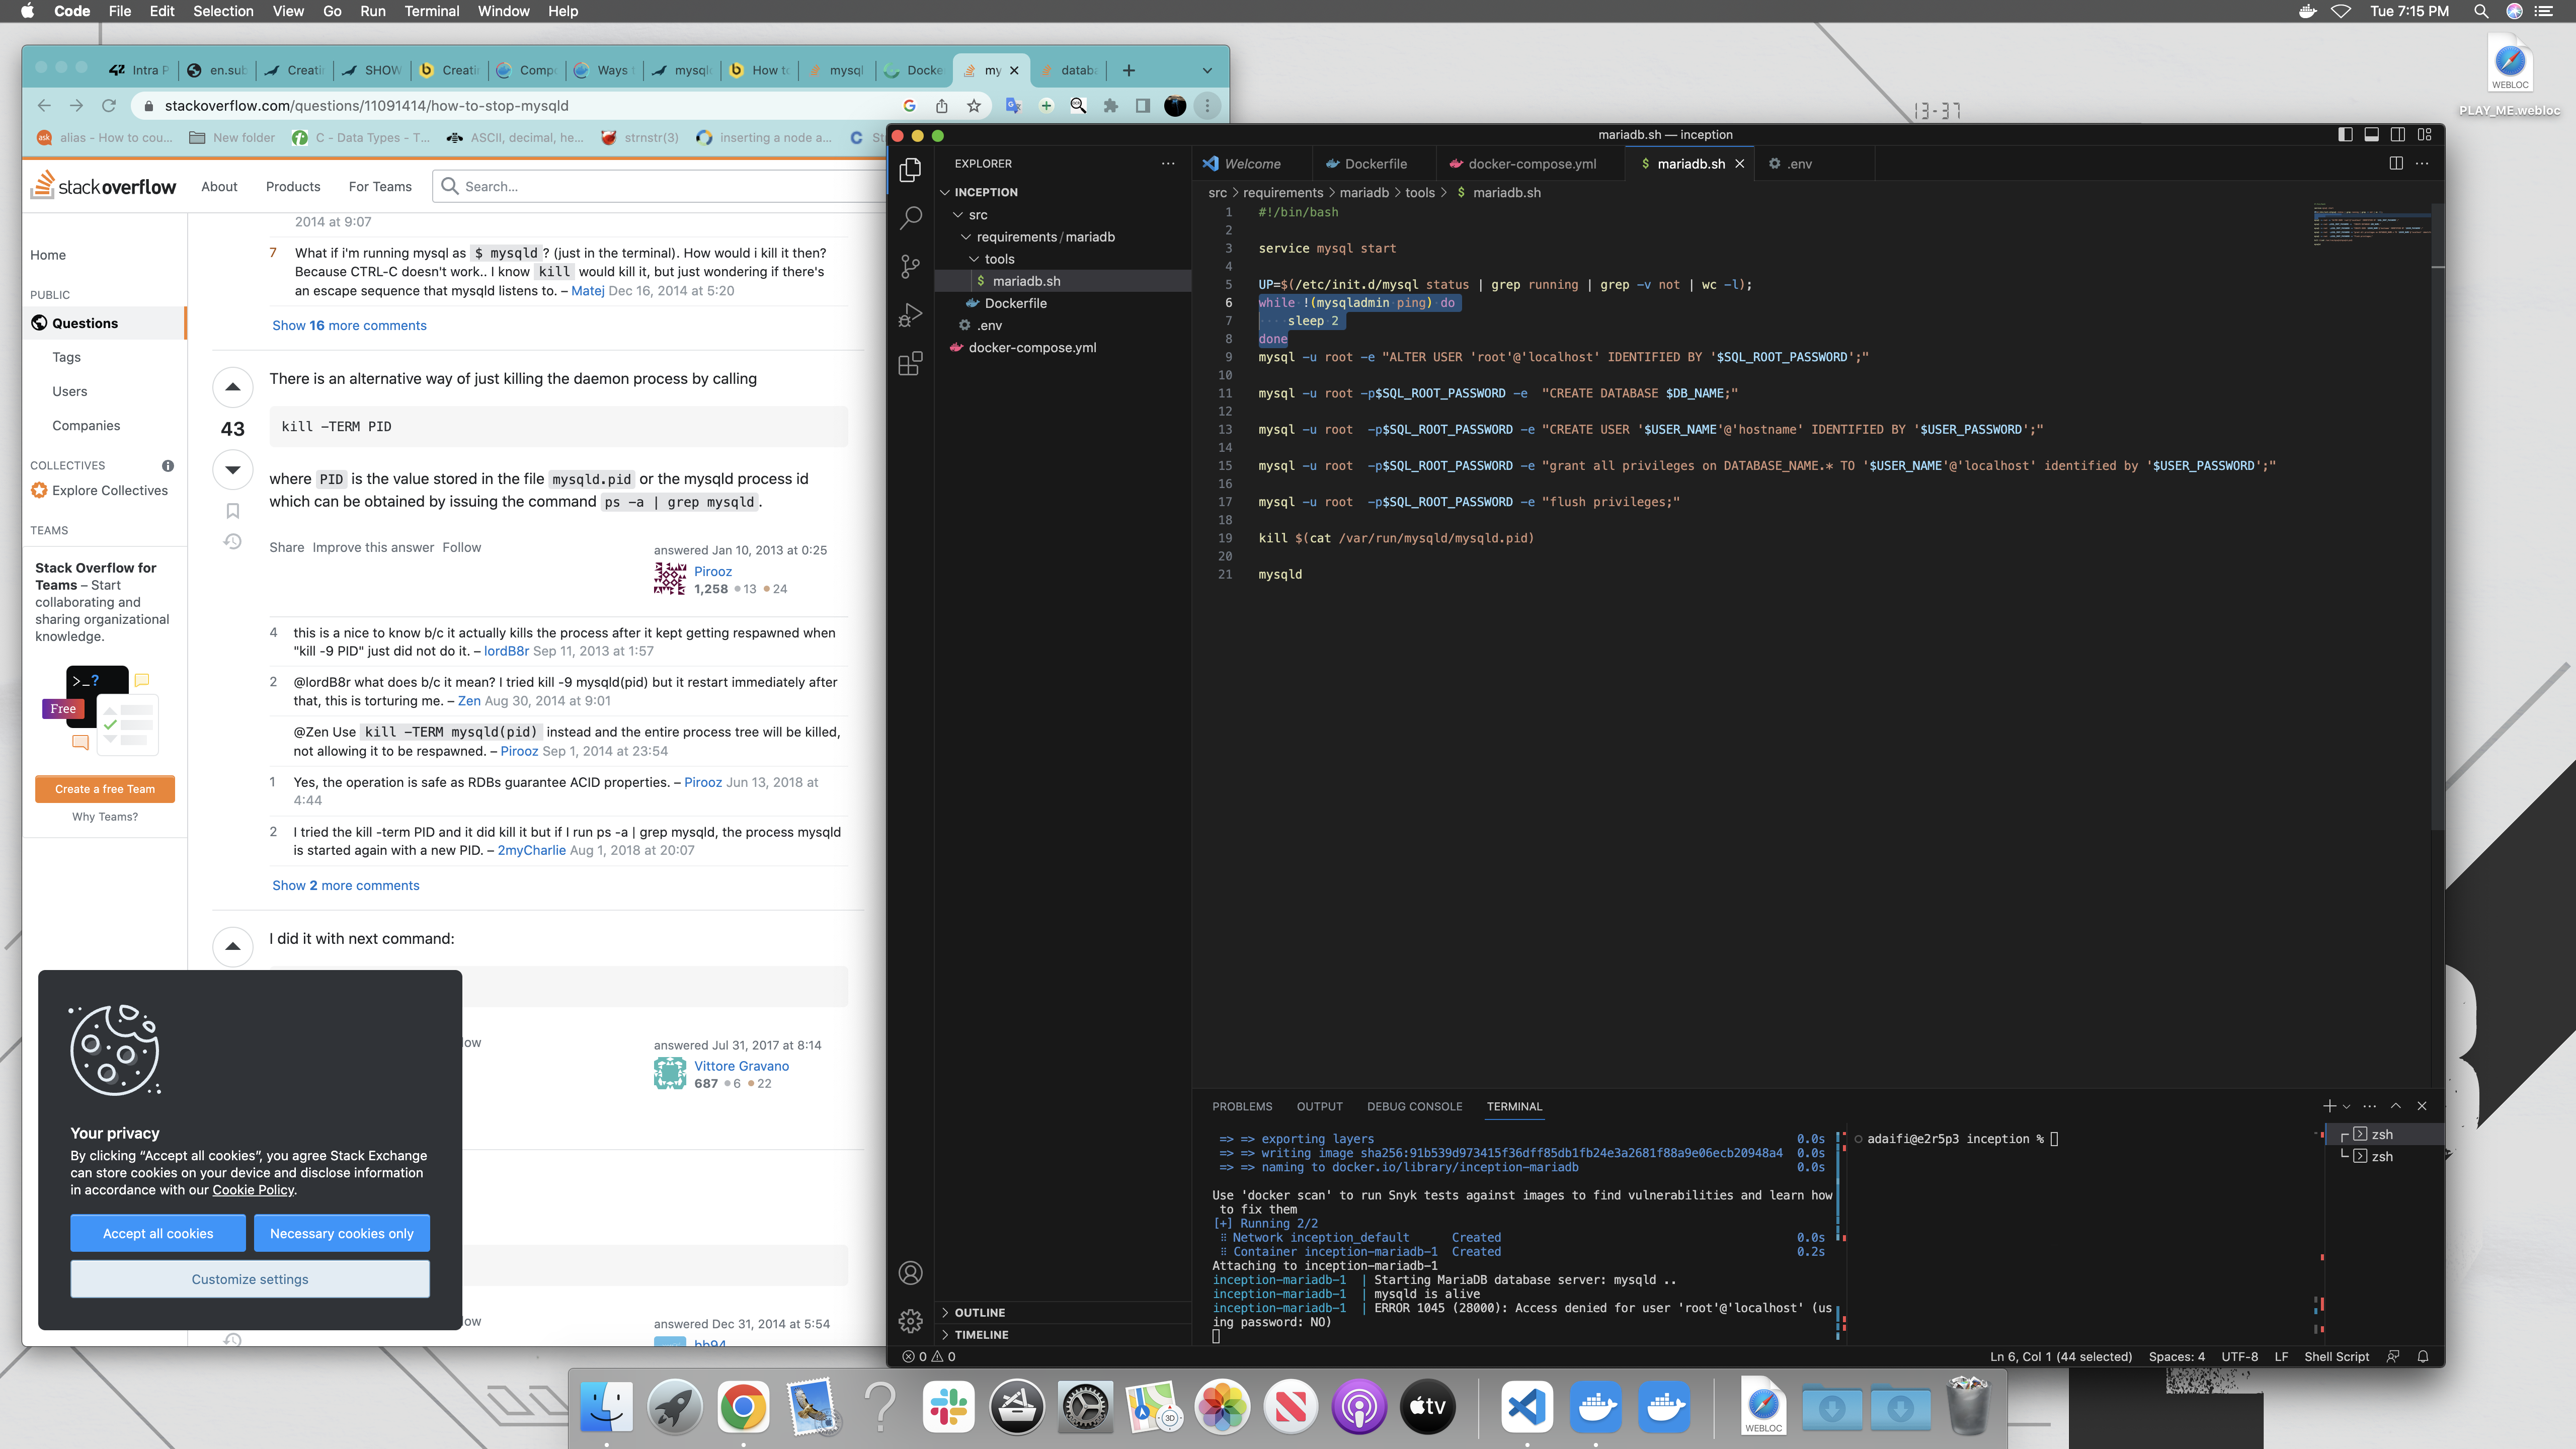 Code File Edit Selection View Go Run Terminal Window Help
Tue 7:15 PM
Intra P
en.sub
Creatin
SHOW
Creatin
Compo
Ways t
mysql
How to
mysql
Docke
my
databa
stackoverflow.com/questions/11091414/how-to-stop-mysqld
alias - How to cou...
New folder
C - Data Types - T...
ASCII, decimal, he...
strnstr(3)
inserting a node a...
stackoverflow
About Products For Teams
Search...
Home
PUBLIC
Questions
Tags
Users
Companies
COLLECTIVES
Explore Collectives
TEAMS
Stack Overflow for
Teams – Start
collaborating and
sharing organizational
knowledge.
>_?
Free
Create a free Team
Why Teams?
2014 at 9:07
7 What if i'm running mysql as $ mysqld ? (just in the terminal). How would i kill it then?
Because CTRL-C doesn't work.. I know kill would kill it, but just wondering if there's
an escape sequence that mysqld listens to. – Matej Dec 16, 2014 at 5:20
Show 16 more comments
There is an alternative way of just killing the daemon process by calling
43
kill -TERM PID
where PID is the value stored in the file mysqld.pid or the mysqld process id
which can be obtained by issuing the command ps -a | grep mysqld .
Share Improve this answer Follow
answered Jan 10, 2013 at 0:25
Pirooz
1,258 13 24
4 this is a nice to know b/c it actually kills the process after it kept getting respawned when
"kill -9 PID" just did not do it. – lordB8r Sep 11, 2013 at 1:57
2 @lordB8r what does b/c it mean? I tried kill -9 mysqld(pid) but it restart immediately after
that, this is torturing me. – Zen Aug 30, 2014 at 9:01
@Zen Use kill -TERM mysqld(pid) instead and the entire process tree will be killed,
not allowing it to be respawned. – Pirooz Sep 1, 2014 at 23:54
1 Yes, the operation is safe as RDBs guarantee ACID properties. – Pirooz Jun 13, 2018 at
4:44
2 I tried the kill -term PID and it did kill it but if I run ps -a | grep mysqld, the process mysqld
is started again with a new PID. – 2myCharlie Aug 1, 2018 at 20:07
Show 2 more comments
I did it with next command:
answered Jul 31, 2017 at 8:14
Vittore Gravano
687 6 22
answered Dec 31, 2014 at 5:54
bb94
Your privacy
By clicking “Accept all cookies”, you agree Stack Exchange
can store cookies on your device and disclose information
in accordance with our Cookie Policy.
Accept all cookies
Necessary cookies only
Customize settings
mariadb.sh — inception
EXPLORER
INCEPTION
src
requirements/mariadb
tools
$ mariadb.sh
Dockerfile
.env
docker-compose.yml
OUTLINE
TIMELINE
Welcome
Dockerfile
docker-compose.yml
$ mariadb.sh
.env
src > requirements > mariadb > tools > $ mariadb.sh
1 #!/bin/bash
2
3 service mysql start
4
5 UP=$(/etc/init.d/mysql status | grep running | grep -v not | wc -l);
6 while !(mysqladmin ping) do
7 sleep 2
8 done
9 mysql -u root -e "ALTER USER 'root'@'localhost' IDENTIFIED BY '$SQL_ROOT_PASSWORD';"
10
11 mysql -u root -p$SQL_ROOT_PASSWORD -e "CREATE DATABASE $DB_NAME;"
12
13 mysql -u root -p$SQL_ROOT_PASSWORD -e "CREATE USER '$USER_NAME'@'hostname' IDENTIFIED BY '$USER_PASSWORD';"
14
15 mysql -u root -p$SQL_ROOT_PASSWORD -e "grant all privileges on DATABASE_NAME.* TO '$USER_NAME'@'localhost' identified by '$USER_PASSWORD';"
16
17 mysql -u root -p$SQL_ROOT_PASSWORD -e "flush privileges;"
18
19 kill $(cat /var/run/mysqld/mysqld.pid)
20
21 mysqld
PROBLEMS OUTPUT DEBUG CONSOLE TERMINAL
=> => exporting layers 0.0s
=> => writing image sha256:91b539d973415f36dff85db1fb24e3a2681f88a9e06ecb20948a4 0.0s
=> => naming to docker.io/library/inception-mariadb 0.0s
Use 'docker scan' to run Snyk tests against images to find vulnerabilities and learn how
to fix them
[+] Running 2/2
Network inception_default Created 0.0s
Container inception-mariadb-1 Created 0.2s
Attaching to inception-mariadb-1
inception-mariadb-1 | Starting MariaDB database server: mysqld ..
inception-mariadb-1 | mysqld is alive
inception-mariadb-1 | ERROR 1045 (28000): Access denied for user 'root'@'localhost' (us
ing password: NO)
adaifi@e2r5p3 inception %
zsh
zsh
0 0
Ln 6, Col 1 (44 selected) Spaces: 4 UTF-8 LF Shell Script
13-37
WEBLOC
PLAY_ME.webloc
3D
tv
WEBLOC